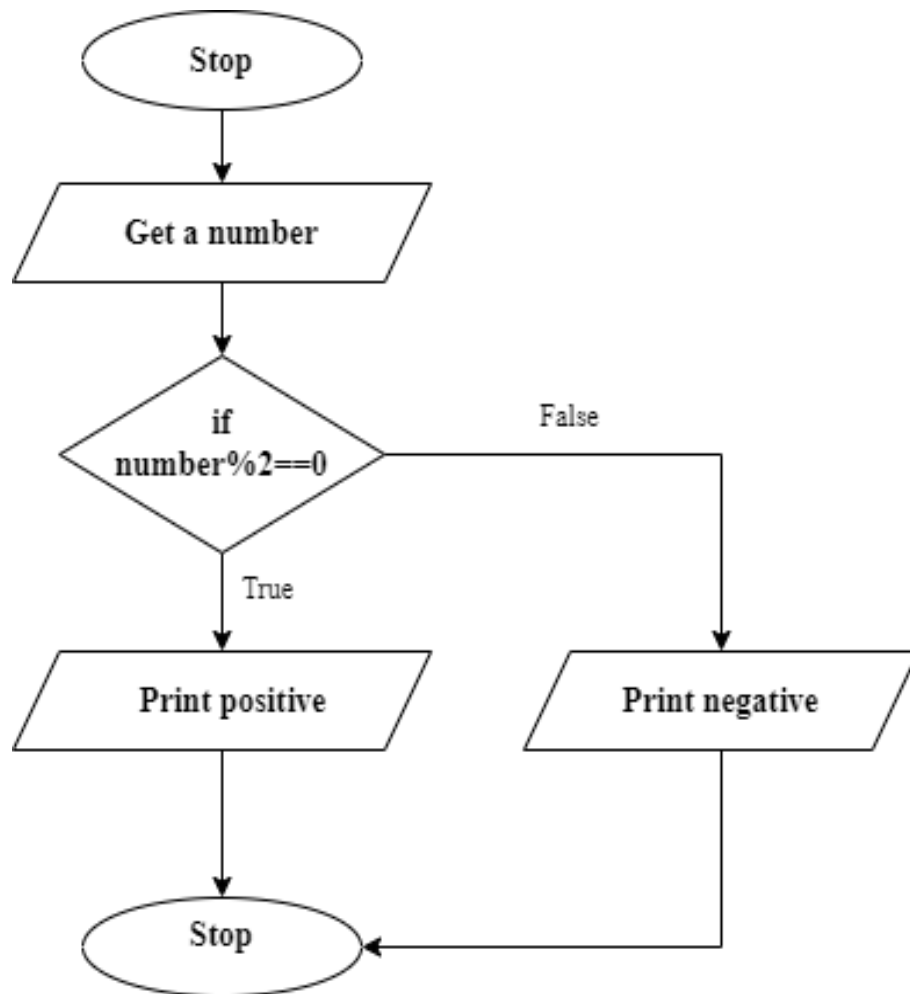 Stop
Get a number
if
number%2==0
False
True
Print positive
Print negative
Stop